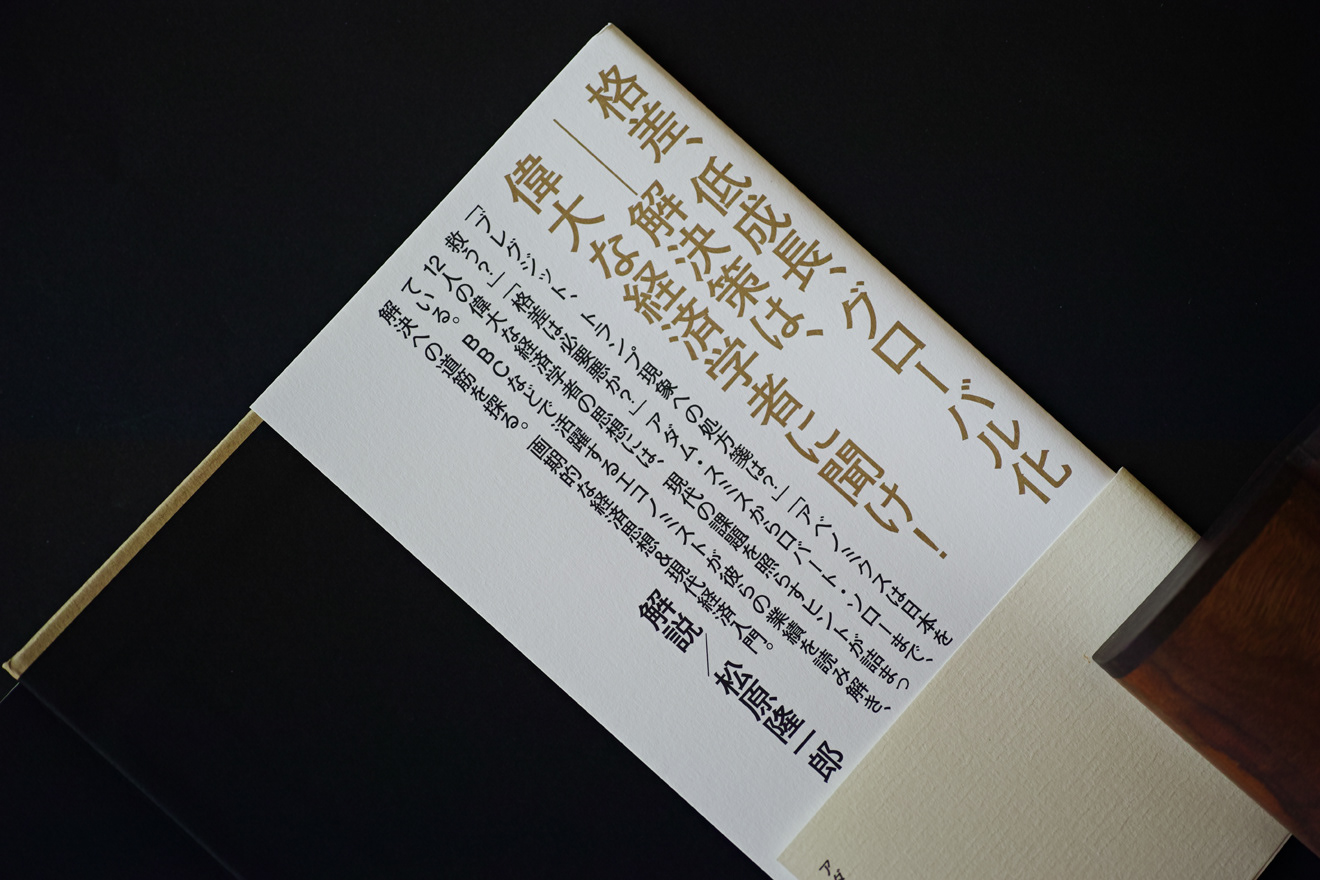 格差、低成長、グローバル化
―解決策は、
偉大な経済学者に聞け!
「ブレグジット、トランプ現象への処方箋は?」「アベノミクスは日本を
救う?」「格差は必要悪か?」アダム・スミスからロバート・ソローまで、
12人の偉大な経済学者の思想には、現代の課題を照らすヒントが詰まっ
ている。BBCなどで活躍するエコノミストが彼らの業績を読み解き、
解決への道筋を探る。画期的な経済思想&現代経済入門。
解説/松原隆一郎
アダ